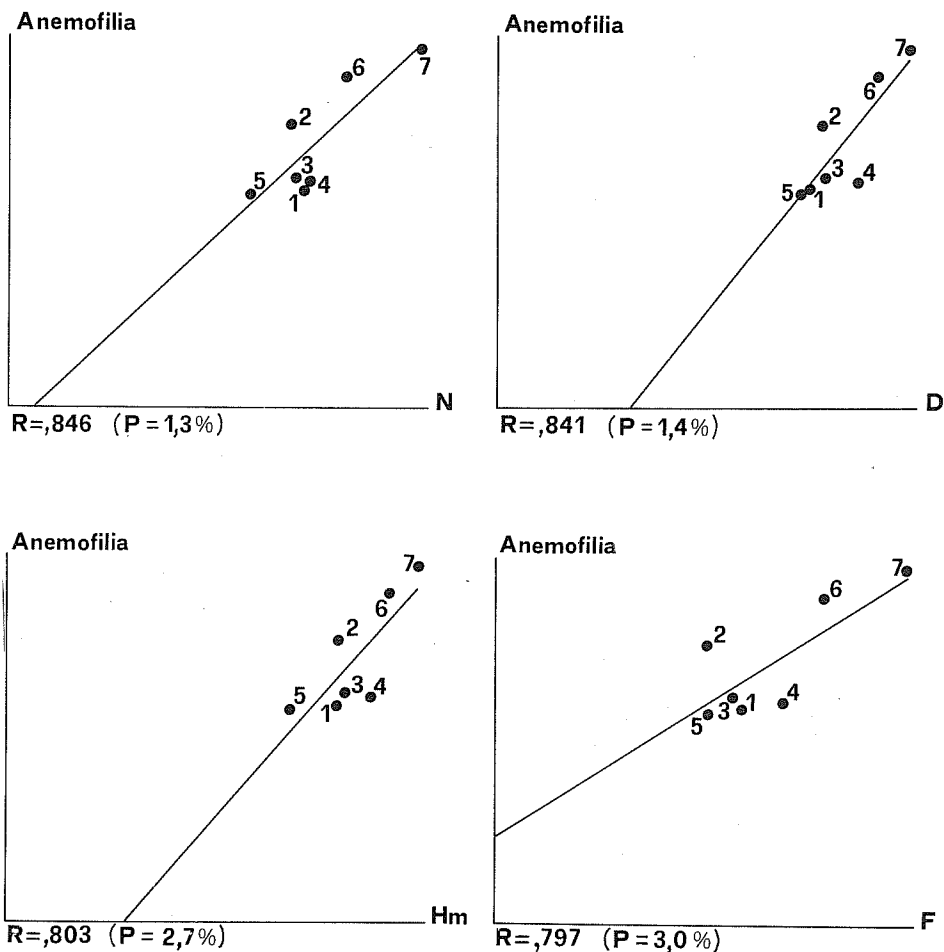 Anemofilia
7
6
2
3
5
4
1
N
R=,846 (P=1,3%)
Anemofilia
7
6
2
3
4
5
1
D
R=,841 (P=1,4%)
Anemofilia
7
6
2
3
4
5
1
Hm
R=,803 (P=2,7%)
Anemofilia
7
6
2
4
3
1
5
F
R=,797 (P=3,0%)